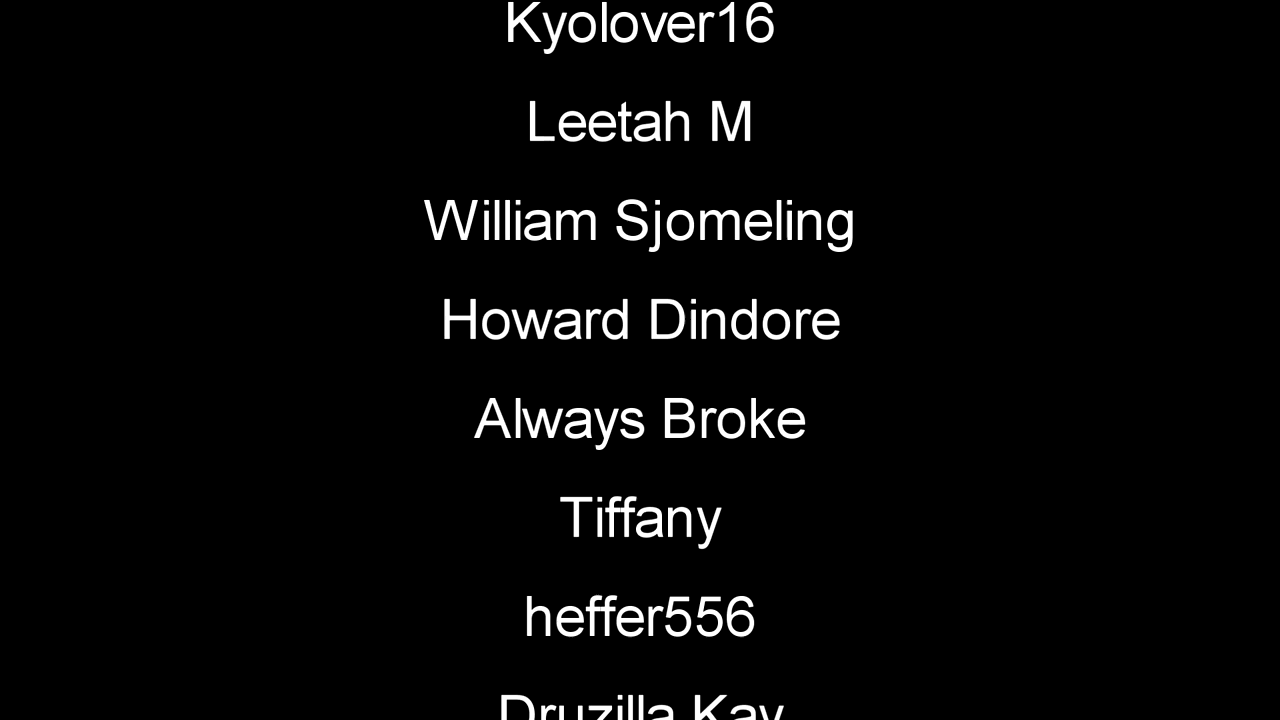 Kyolover16
Leetah M
William Sjomeling
Howard Dindore
Always Broke
Tiffany
heffer556
Druzilla Kay